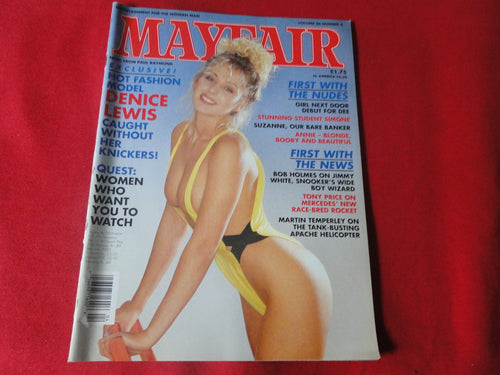 ENTERTAINMENT FOR THE MODERN MAN
VOLUME 26 NUMBER 4
MAYFAIR
FROM PAUL RAYMOND
£1.75
EXCLUSIVE!
HOT FASHION
MODEL
DENICE
LEWIS
CAUGHT
WITHOUT
HER
KNICKERS!
QUEST:
WOMEN
WHO
WANT
YOU TO
WATCH
FIRST WITH
THE NUDES
GIRL NEXT DOOR
DEBUT FOR DEE
STUNNING STUDENT SIMONE
SUZANNE, OUR BARE BANKER
ANNIE - BLONDE,
BOOBY AND BEAUTIFUL
FIRST WITH
THE NEWS
BOB HOLMES ON JIMMY
WHITE, SNOOKER'S WIDE
BOY WIZARD
TONY PRICE ON
MERCEDES' NEW
RACE-BRED ROCKET
MARTIN TEMPERLEY ON
THE TANK-BUSTING
APACHE HELICOPTER